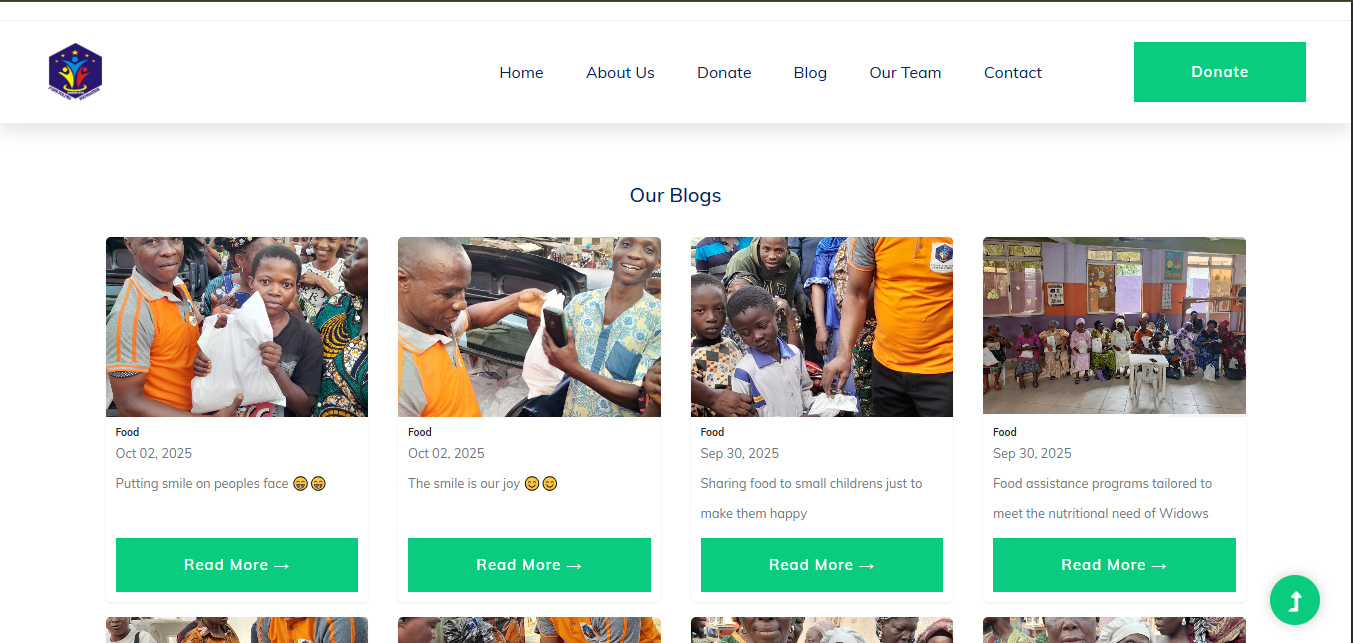 Home About Us Donate Blog Our Team Contact Donate
Our Blogs
Food
Oct 02, 2025
Putting smile on peoples face 😁😁
Read More →
Food
Oct 02, 2025
The smile is our joy 😊😊
Read More →
Food
Sep 30, 2025
Sharing food to small childrens just to
make them happy
Read More →
Food
Sep 30, 2025
Food assistance programs tailored to
meet the nutritional need of Widows
Read More →